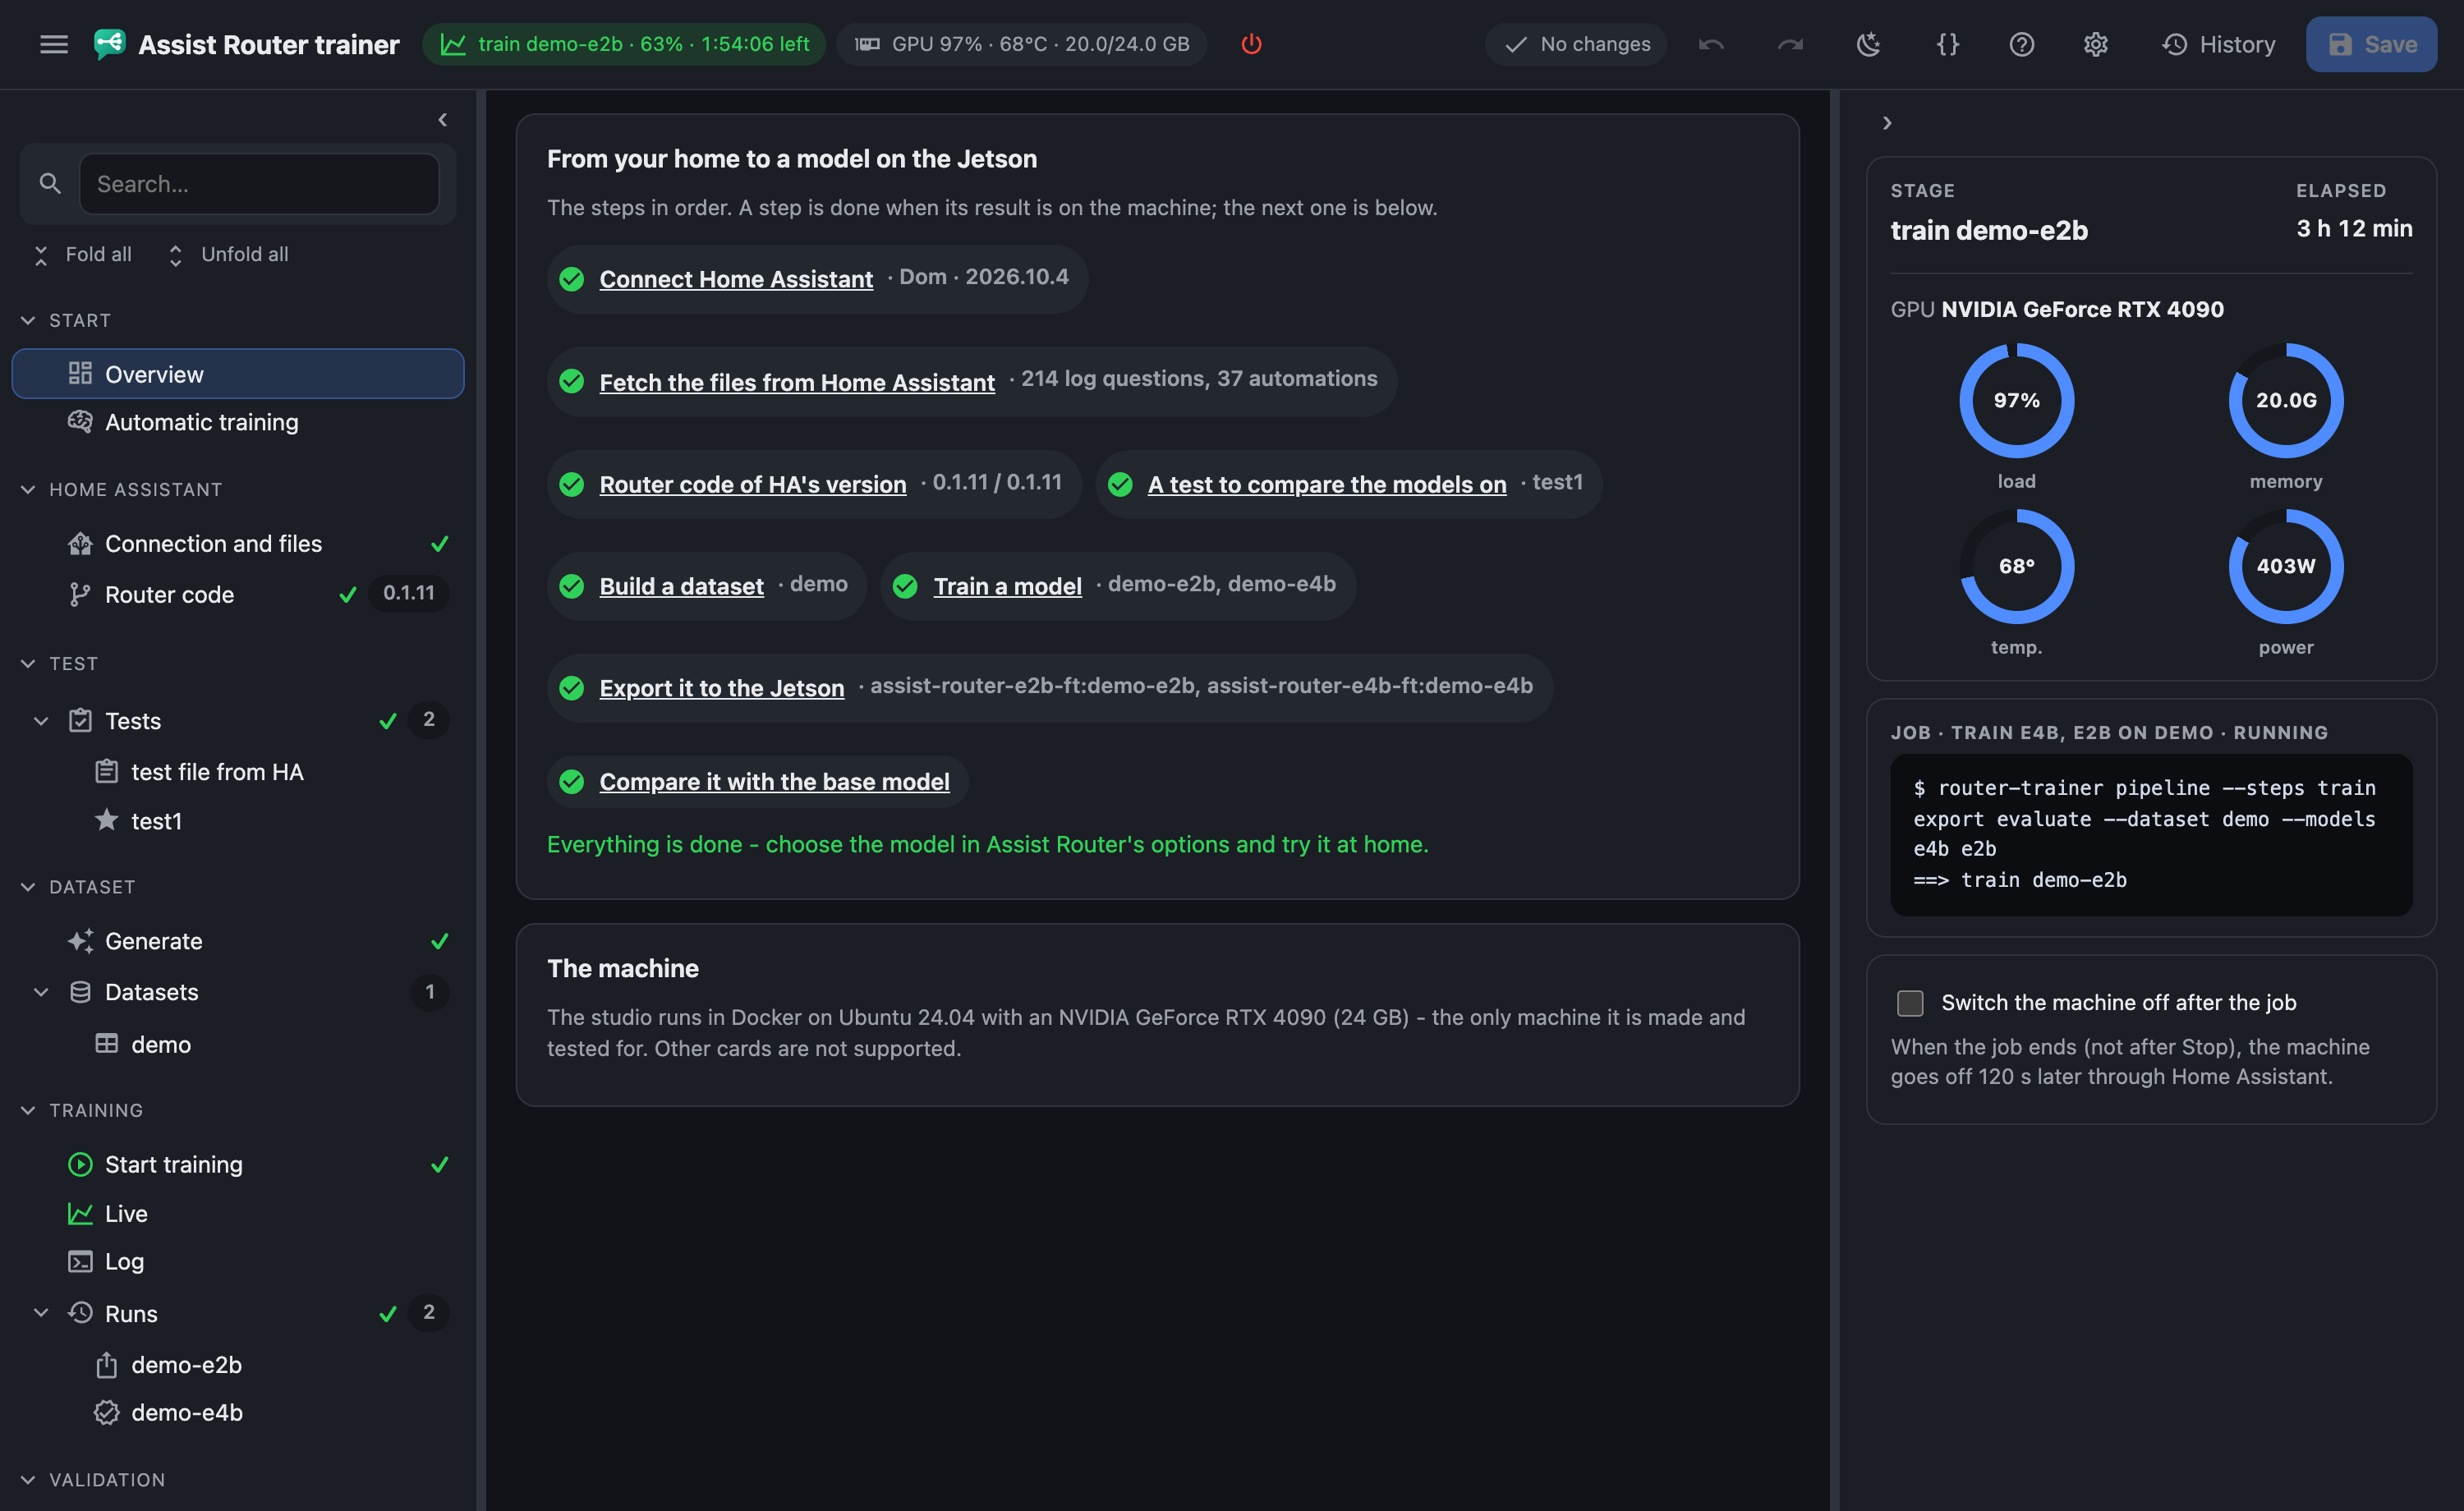 Assist Router trainer
train demo-e2b · 63% · 1:54:06 left
GPU 97% · 68°C · 20.0/24.0 GB
No changes
{}
History
Save
Search...
Fold all
Unfold all
START
Overview
Automatic training
HOME ASSISTANT
Connection and files
Router code
0.1.11
TEST
Tests
2
test file from HA
test1
DATASET
Generate
Datasets
1
demo
TRAINING
Start training
Live
Log
Runs
2
demo-e2b
demo-e4b
VALIDATION
From your home to a model on the Jetson
The steps in order. A step is done when its result is on the machine; the next one is below.
Connect Home Assistant · Dom · 2026.10.4
Fetch the files from Home Assistant · 214 log questions, 37 automations
Router code of HA's version · 0.1.11 / 0.1.11
A test to compare the models on · test1
Build a dataset · demo
Train a model · demo-e2b, demo-e4b
Export it to the Jetson · assist-router-e2b-ft:demo-e2b, assist-router-e4b-ft:demo-e4b
Compare it with the base model
Everything is done - choose the model in Assist Router's options and try it at home.
The machine
The studio runs in Docker on Ubuntu 24.04 with an NVIDIA GeForce RTX 4090 (24 GB) - the only machine it is made and
tested for. Other cards are not supported.
STAGE
train demo-e2b
ELAPSED
3 h 12 min
GPU NVIDIA GeForce RTX 4090
97%
load
20.0G
memory
68°
temp.
403W
power
JOB · TRAIN E4B, E2B ON DEMO · RUNNING
$ router-trainer pipeline --steps train
export evaluate --dataset demo --models
e4b e2b
==> train demo-e2b
Switch the machine off after the job
When the job ends (not after Stop), the machine
goes off 120 s later through Home Assistant.